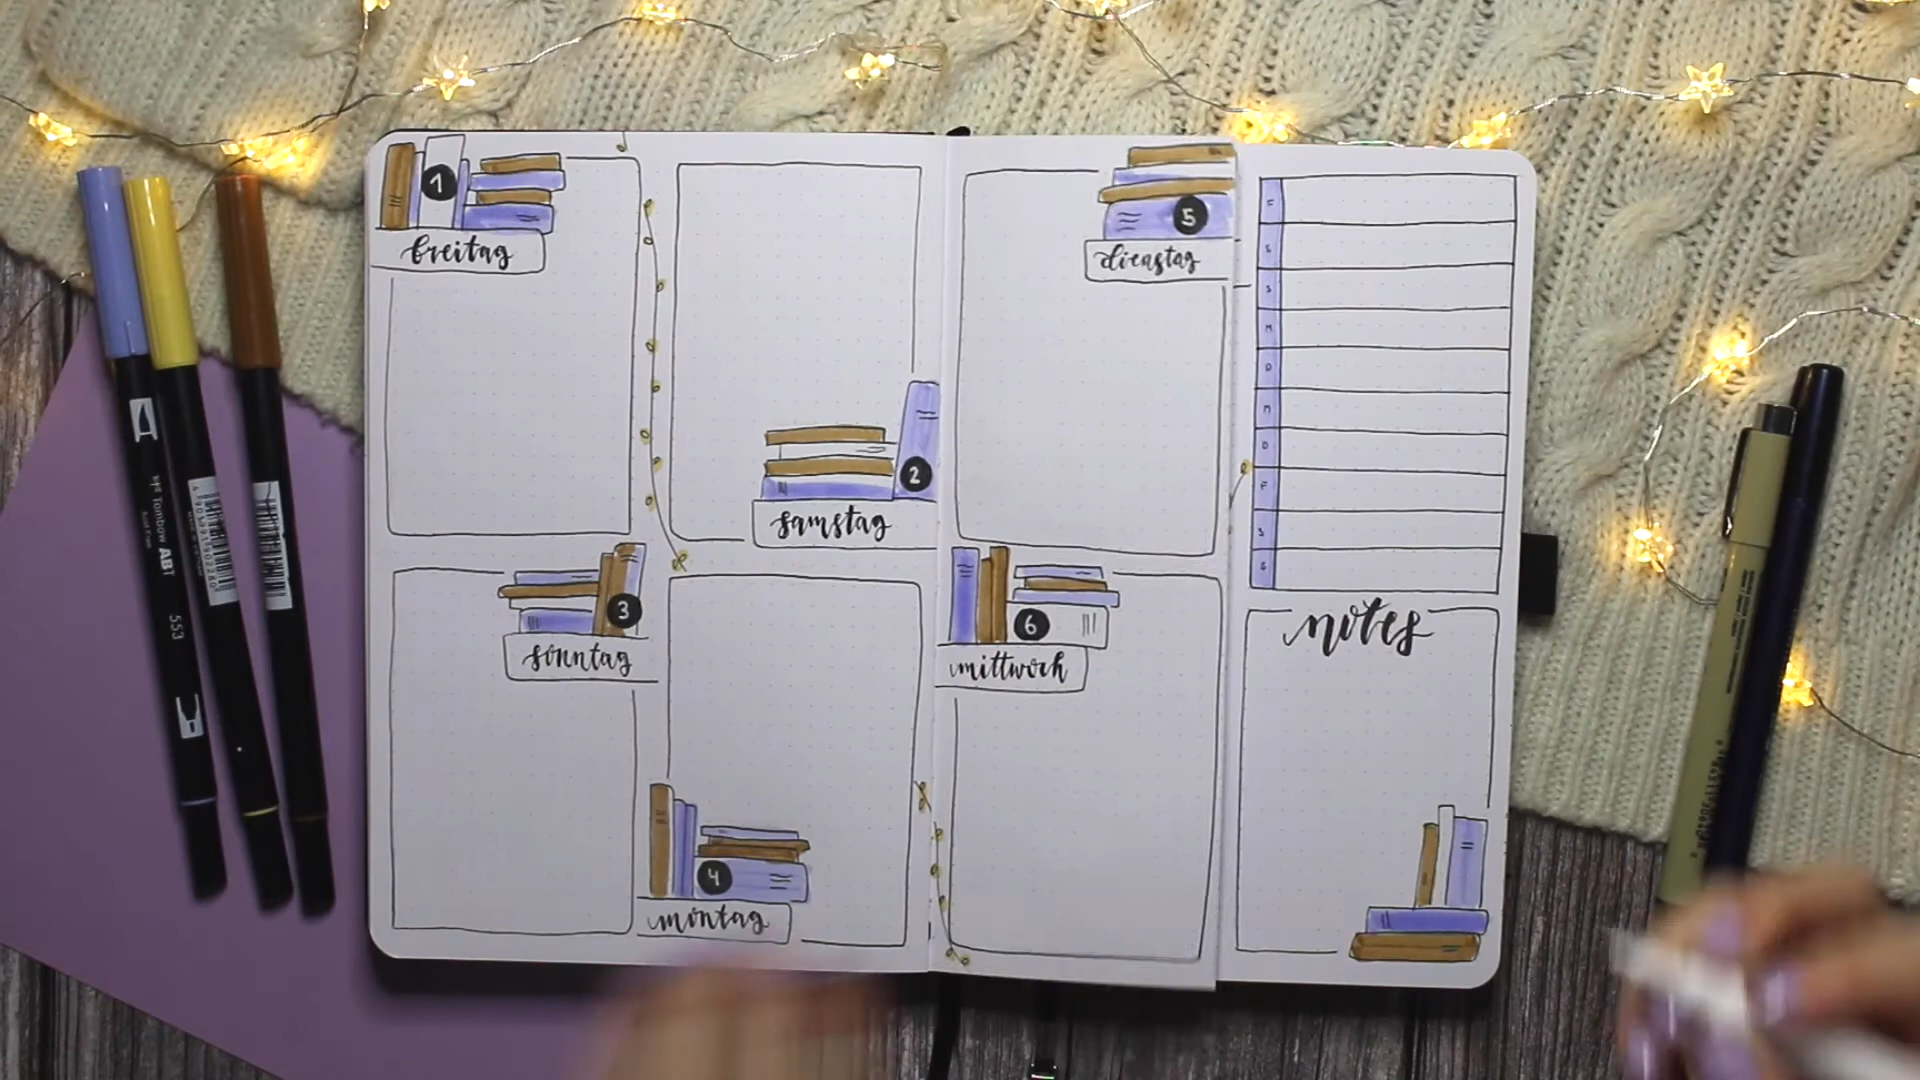 1
freitag
2
samstag
3
sonntag
4
montag
5
dienstag
6
mittwoch
F
S
S
M
D
M
D
F
S
S
notes
Tombow ABT
553